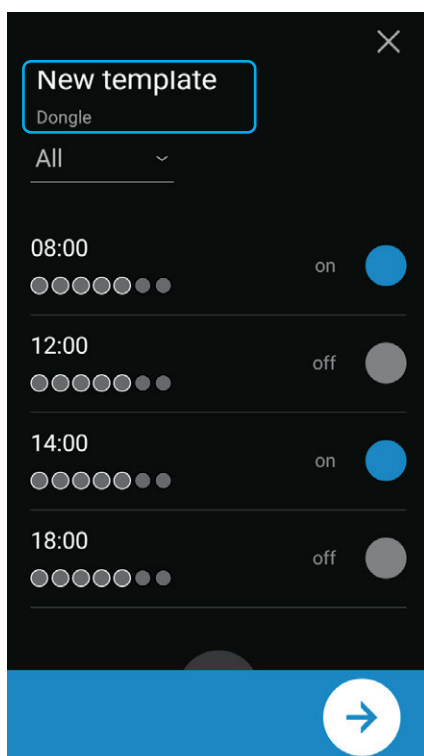 New template
Dongle
All
08:00
on
12:00
off
14:00
on
18:00
off